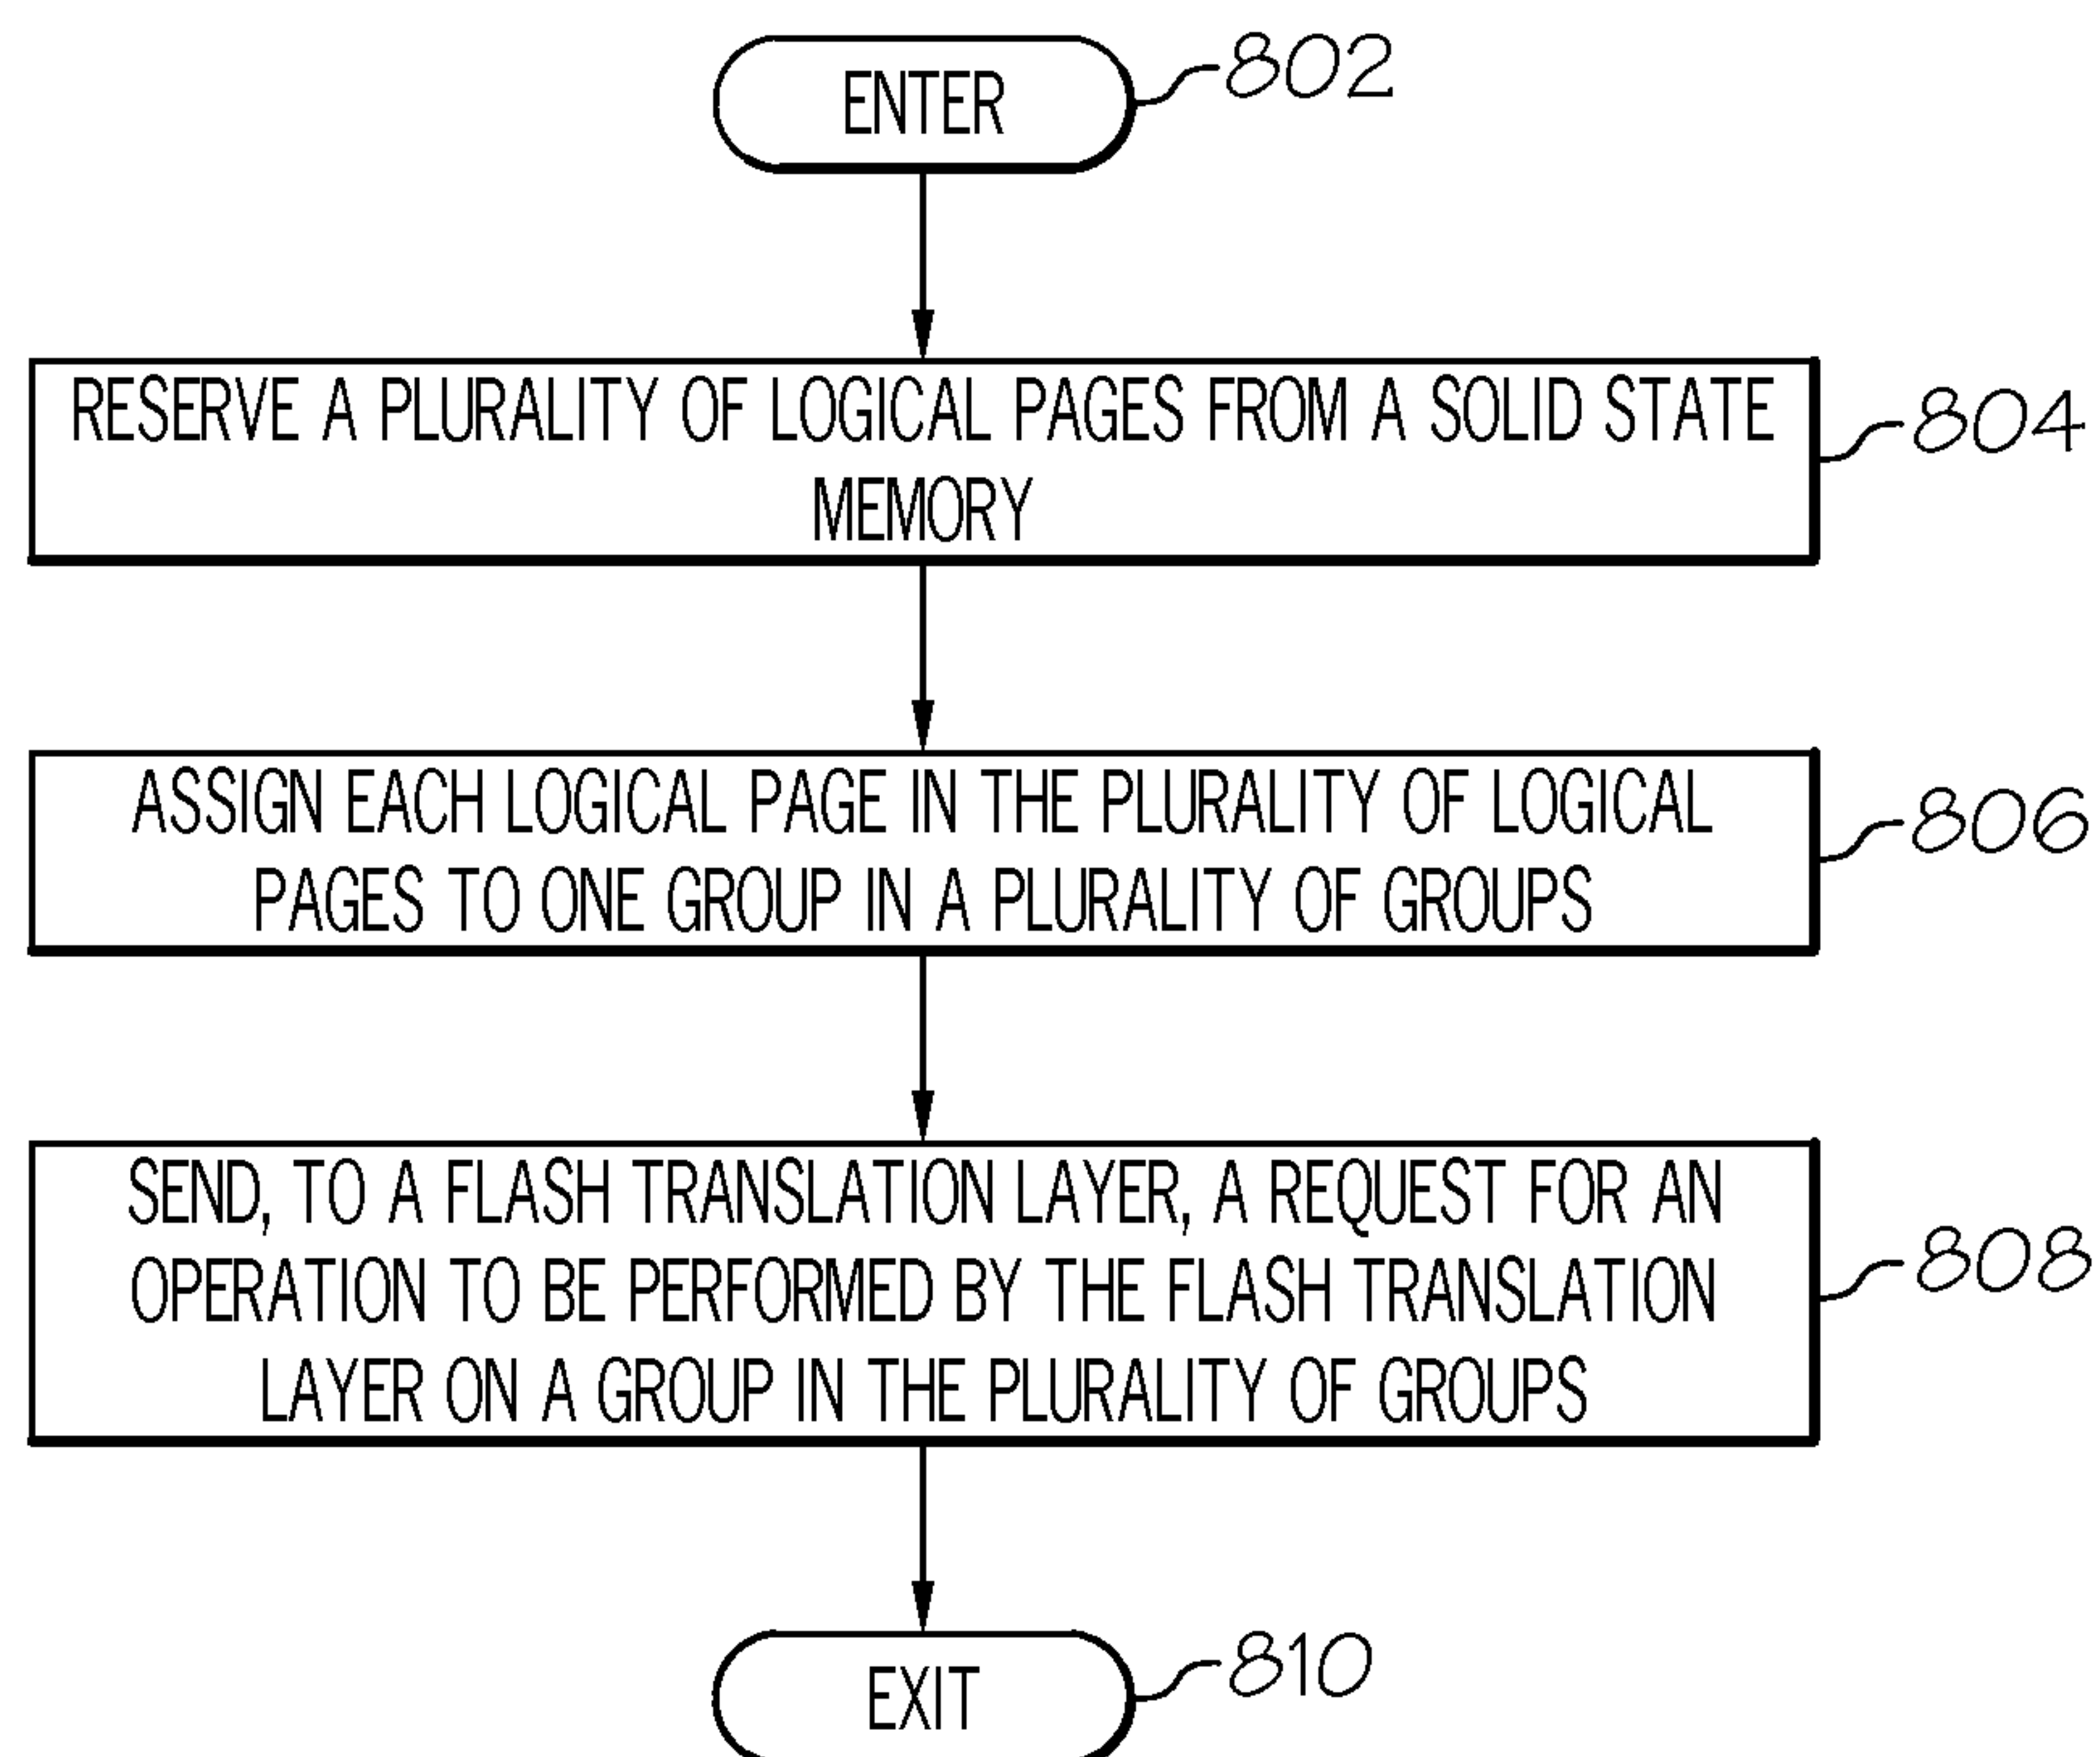 ENTER
802
RESERVE A PLURALITY OF LOGICAL PAGES FROM A SOLID STATE
MEMORY
804
ASSIGN EACH LOGICAL PAGE IN THE PLURALITY OF LOGICAL
PAGES TO ONE GROUP IN A PLURALITY OF GROUPS
806
SEND, TO A FLASH TRANSLATION LAYER, A REQUEST FOR AN
OPERATION TO BE PERFORMED BY THE FLASH TRANSLATION
LAYER ON A GROUP IN THE PLURALITY OF GROUPS
808
EXIT
810